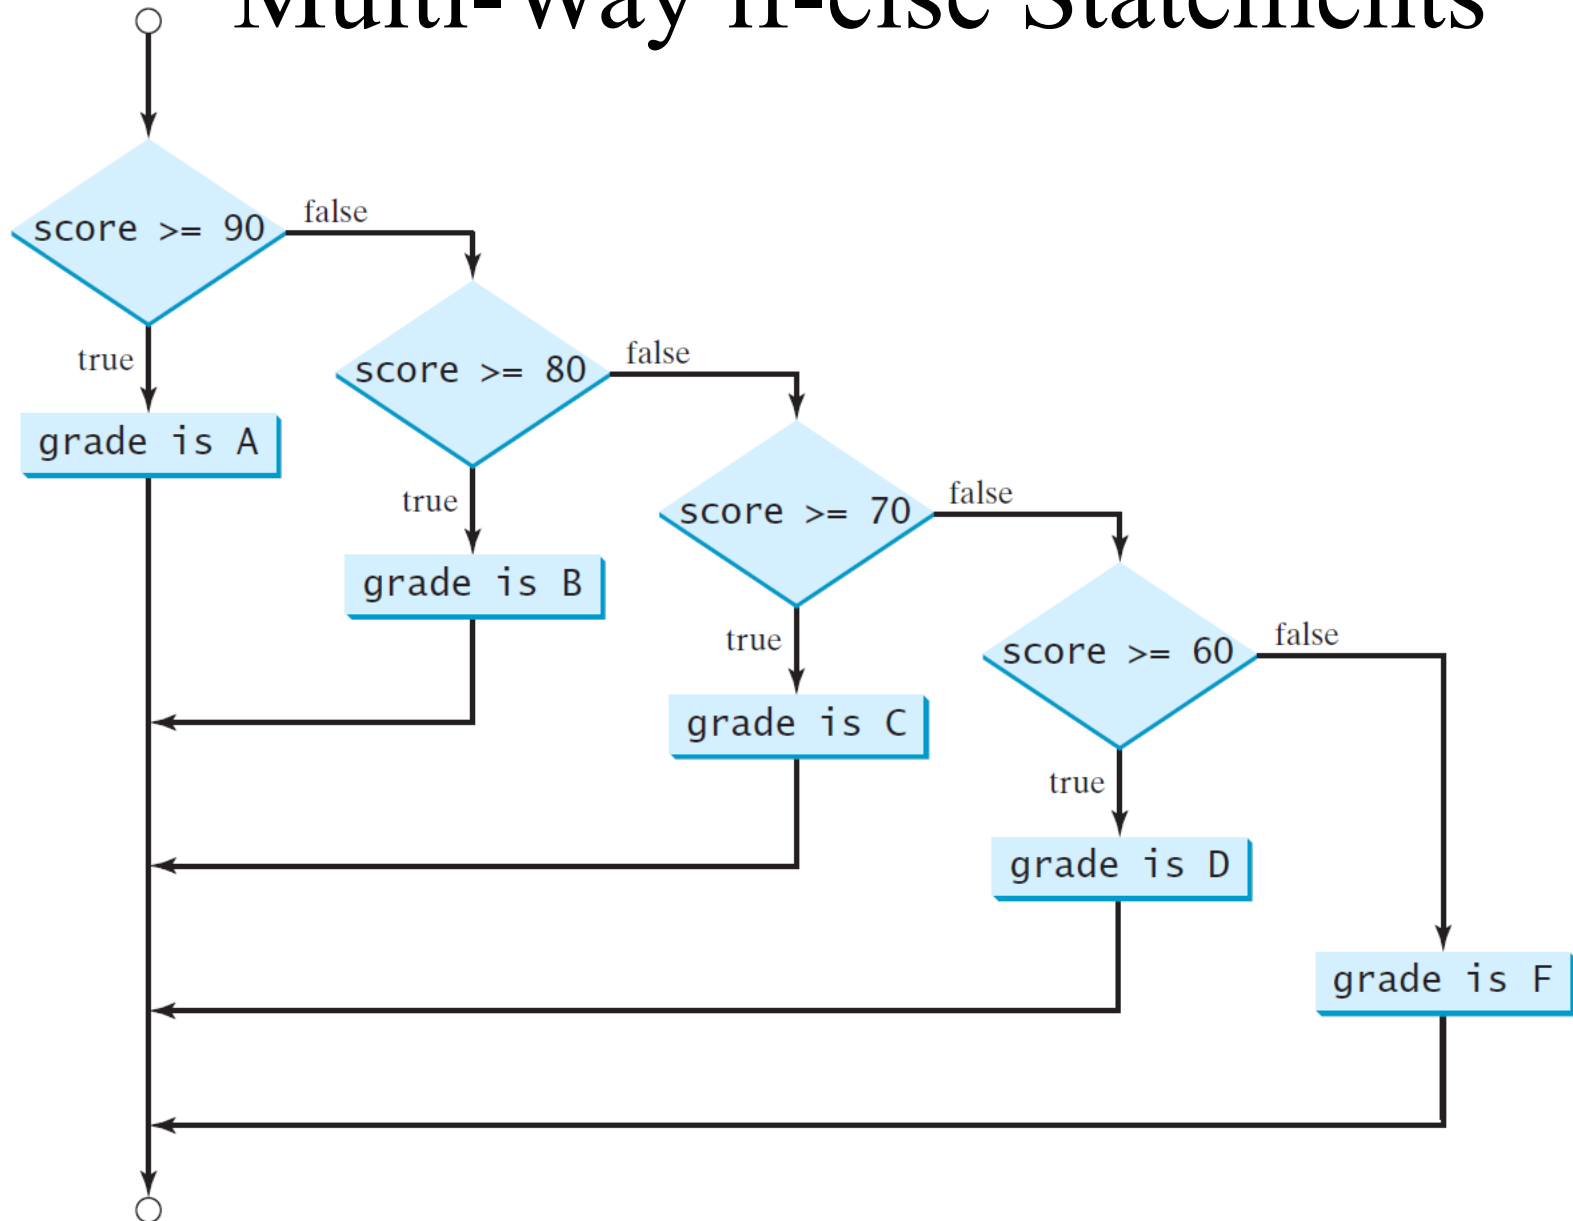 Multi-Way if-else Statements
score >= 90
false
true
score >= 80
false
grade is A
true
score >= 70
false
grade is B
true
score >= 60
false
grade is C
true
grade is D
grade is F